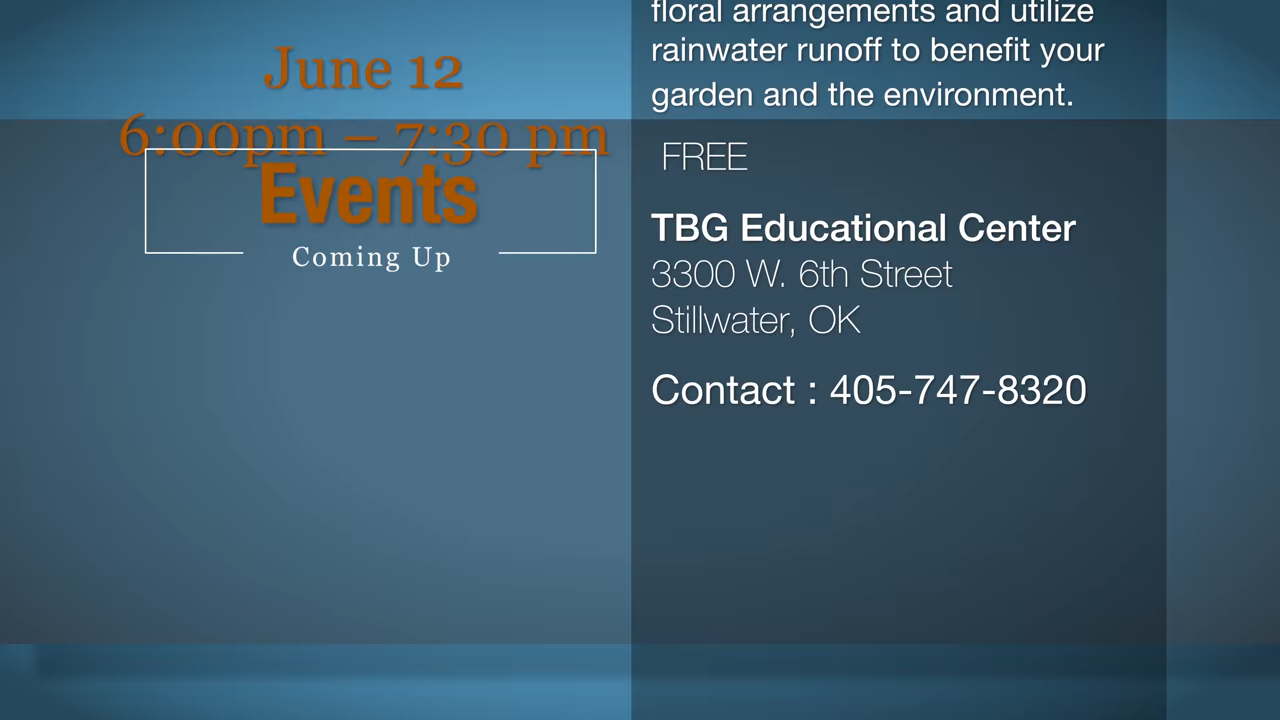 June 12
6:00pm – 7:30 pm
Events
Coming Up
floral arrangements and utilize
rainwater runoff to benefit your
garden and the environment.
FREE
TBG Educational Center
3300 W. 6th Street
Stillwater, OK
Contact : 405-747-8320